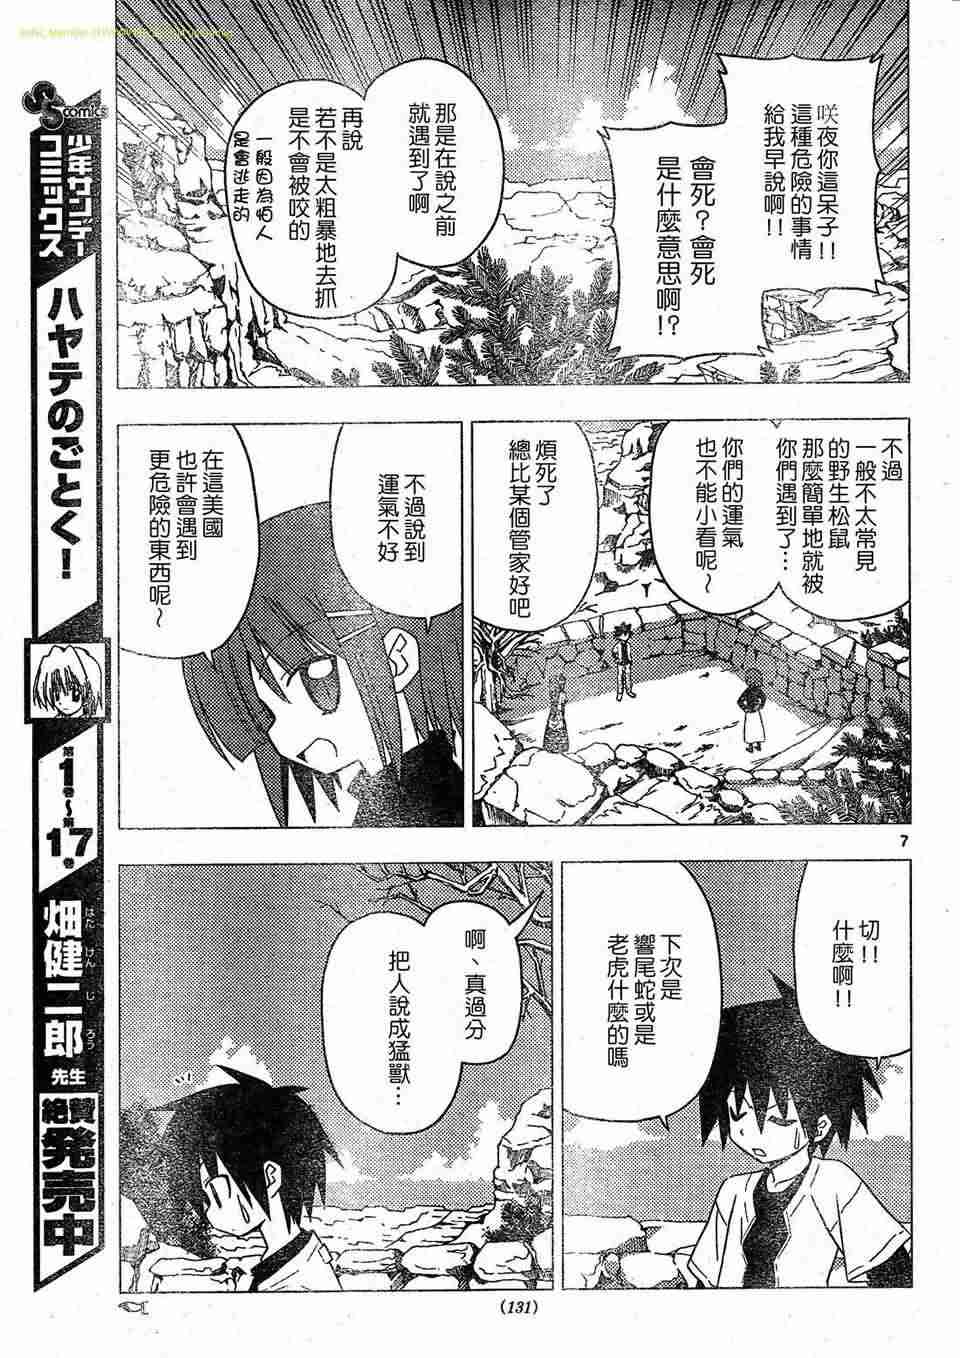 咲夜你這呆子!!
這種危險的事情
給我早說啊!!
會死？會死
是什麼意思啊!?
那是在說之前
就遇到了啊
再說
若不是太粗暴地去抓
是不會被咬的
一般因為怕人
是會逃走的
不過
一般不太常見
的野生松鼠
那麼簡單地就被
你們遇到了…
你們的運氣
也不能小看呢~
煩死了
總比某個管家好吧
不過說到
運氣不好
在這美國
也許會遇到
更危險的東西呢~
7
切!!
什麼啊!!
下次是
響尾蛇或是
老虎什麼的嗎
啊、真過分
把人說成猛獸…
(131)
SS comics
少年サンデー
コミックス
ハヤテのごとく!
第1巻~第17巻
畑健二郎先生
はた けん じ ろう
絶賛
発売中